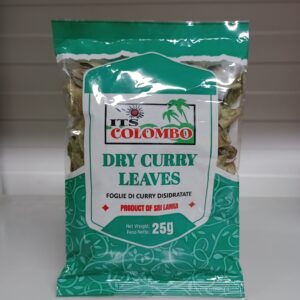 ITS
COLOMBO
DRY CURRY
LEAVES
FOGLIE DI CURRY DISIDRATATE
PRODUCT OF SRI LANKA
Net Weight:
Peso Netto: 25g